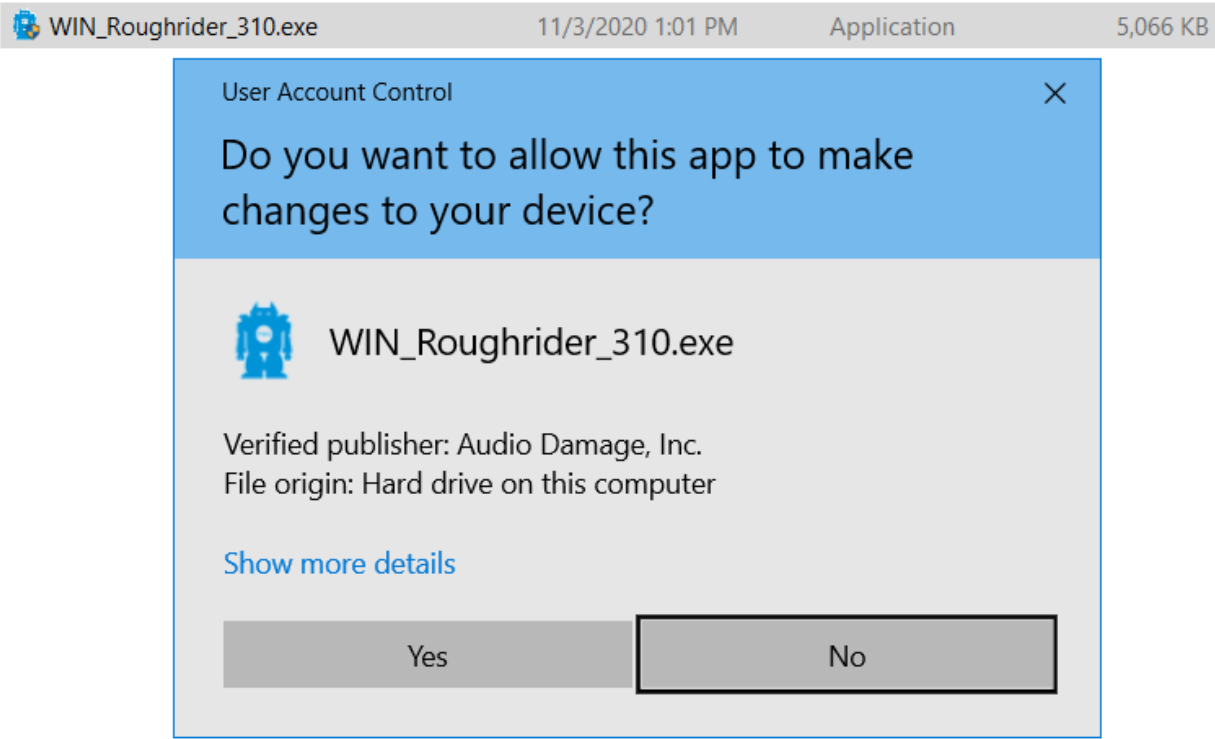 WIN_Roughrider_310.exe 11/3/2020 1:01 PM Application 5,066 KB
User Account Control
Do you want to allow this app to make
changes to your device?
WIN_Roughrider_310.exe
Verified publisher: Audio Damage, Inc.
File origin: Hard drive on this computer
Show more details
Yes No